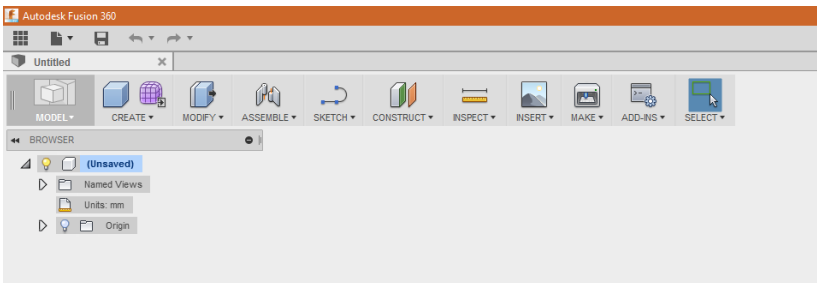 Autodesk Fusion 360
Untitled
MODEL CREATE MODIFY ASSEMBLE SKETCH CONSTRUCT INSPECT INSERT MAKE ADD-INS SELECT
BROWSER
(Unsaved)
Named Views
Units: mm
Origin